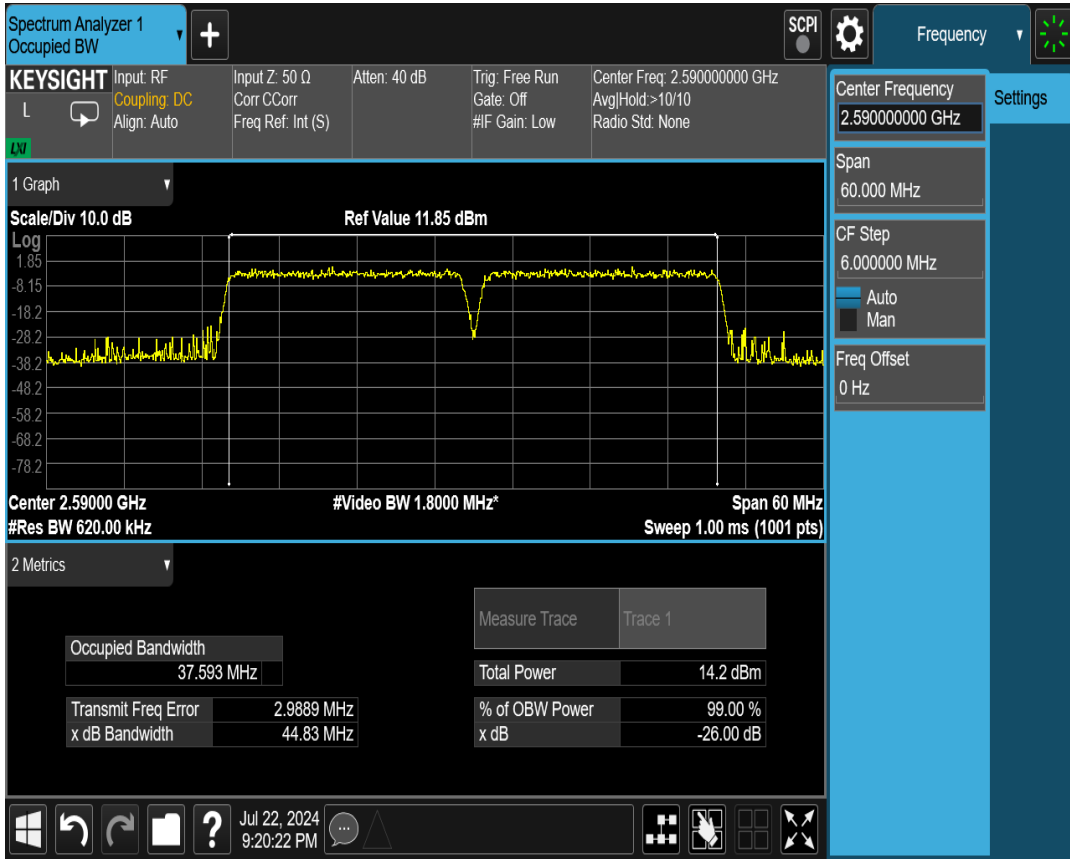 Spectrum Analyzer 1
Occupied BW
SCPI
Frequency
KEYSIGHT
L
LXI
Input: RF
Coupling: DC
Align: Auto
Input Z: 50 Ω
Corr CCorr
Freq Ref: Int (S)
Atten: 40 dB
Trig: Free Run
Gate: Off
#IF Gain: Low
Center Freq: 2.590000000 GHz
Avg|Hold:>10/10
Radio Std: None
Center Frequency
2.590000000 GHz
Settings
Span
60.000 MHz
CF Step
6.000000 MHz
Auto
Man
Freq Offset
0 Hz
1 Graph
Scale/Div 10.0 dB
Ref Value 11.85 dBm
Log
1.85
-8.15
-18.2
-28.2
-38.2
-48.2
-58.2
-68.2
-78.2
Center 2.59000 GHz
#Video BW 1.8000 MHz*
Span 60 MHz
#Res BW 620.00 kHz
Sweep 1.00 ms (1001 pts)
2 Metrics
Measure Trace
Trace 1
Occupied Bandwidth
37.593 MHz
Total Power
14.2 dBm
Transmit Freq Error
2.9889 MHz
% of OBW Power
99.00 %
x dB Bandwidth
44.83 MHz
x dB
-26.00 dB
Jul 22, 2024
9:20:22 PM